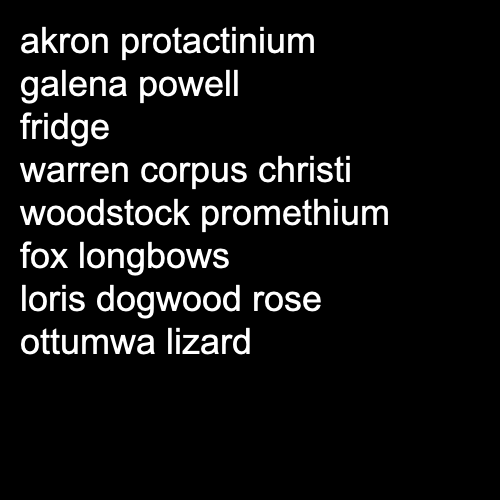 akron protactinium
galena powell
fridge
warren corpus christi
woodstock promethium
fox longbows
loris dogwood rose
ottumwa lizard